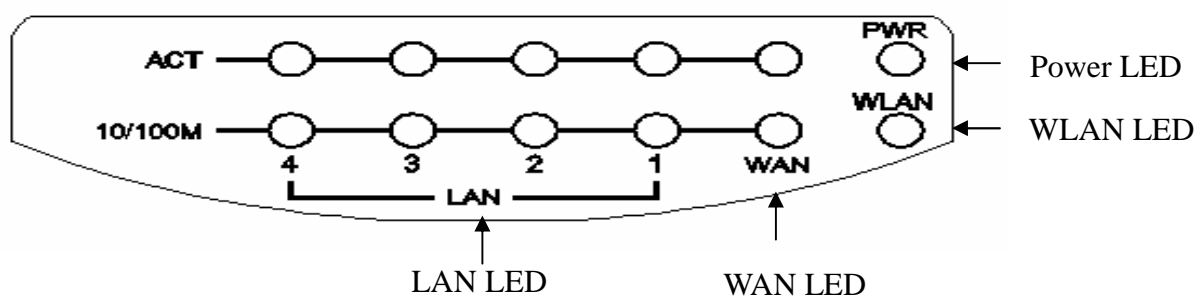 PWR
ACT
Power LED
WLAN
10/100M
WLAN LED
4 3 2 1 WAN
LAN
LAN LED
WAN LED